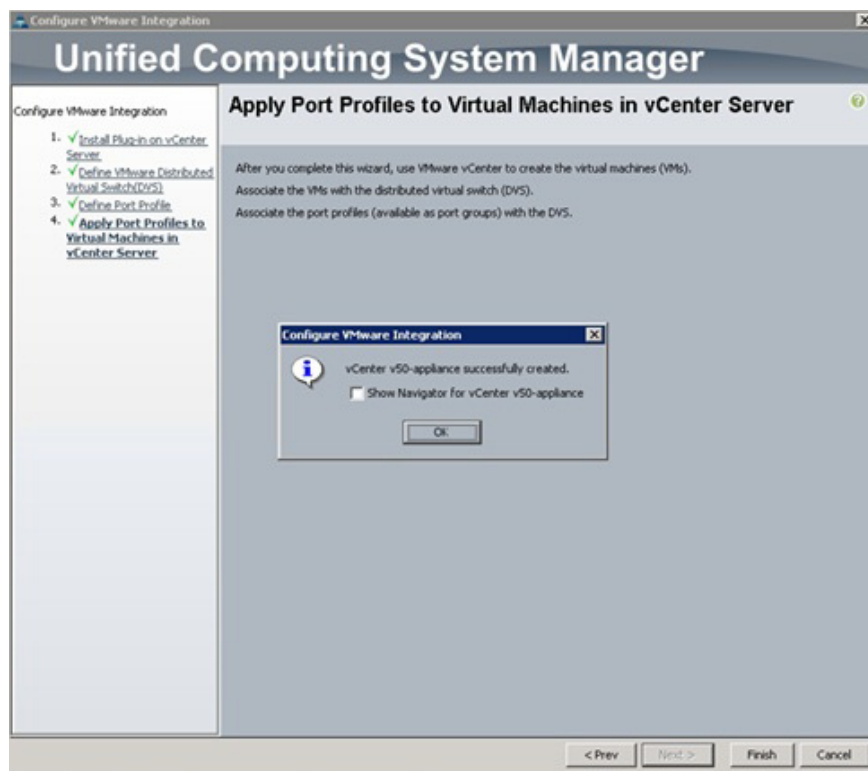 Configure VMware Integration
Unified Computing System Manager
Configure VMware Integration
1. Install Plug-in on vCenter
Server
2. Define VMware Distributed
Virtual Switch(DVS)
3. Define Port Profile
4. Apply Port Profiles to
Virtual Machines in
vCenter Server
Apply Port Profiles to Virtual Machines in vCenter Server
After you complete this wizard, use VMware vCenter to create the virtual machines (VMs).
Associate the VMs with the distributed virtual switch (DVS).
Associate the port profiles (available as port groups) with the DVS.
Configure VMware Integration
vCenter v50-appliance successfully created.
Show Navigator for vCenter v50-appliance
OK
< Prev
Next >
Finish
Cancel